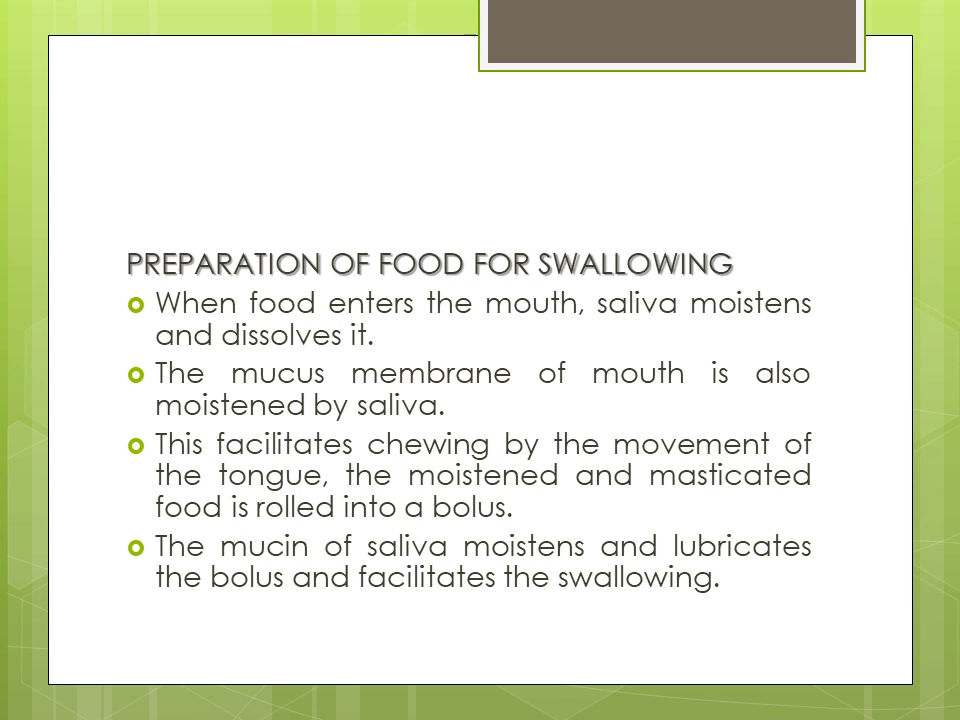 PREPARATION OF FOOD FOR SWALLOWING
When food enters the mouth, saliva moistens
and dissolves it.
The mucus membrane of mouth is also
moistened by saliva.
This facilitates chewing by the movement of
the tongue, the moistened and masticated
food is rolled into a bolus.
The mucin of saliva moistens and lubricates
the bolus and facilitates the swallowing.